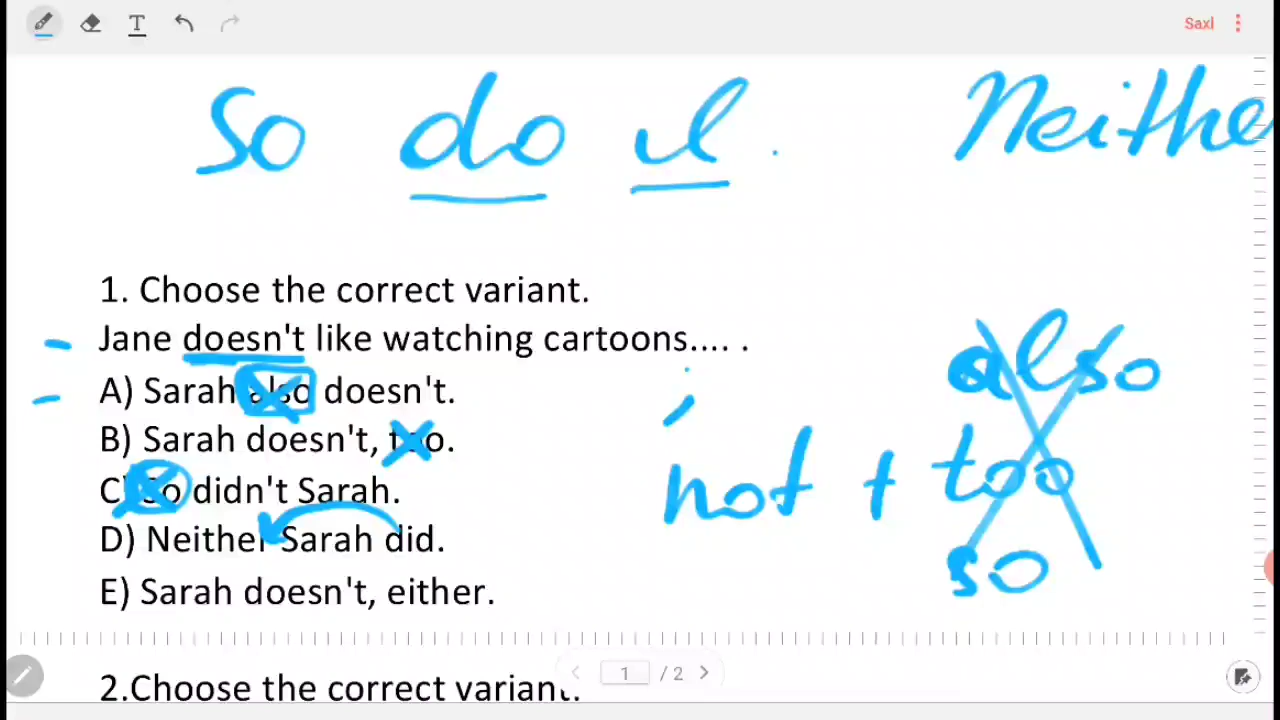 T Saxl
So do I. Neithe
1. Choose the correct variant.
Jane doesn't like watching cartoons.... .
A) Sarah also doesn't.
B) Sarah doesn't, too.
C) So didn't Sarah.
D) Neither Sarah did.
E) Sarah doesn't, either.
also
not + too
so
1 / 2
2.Choose the correct variant.